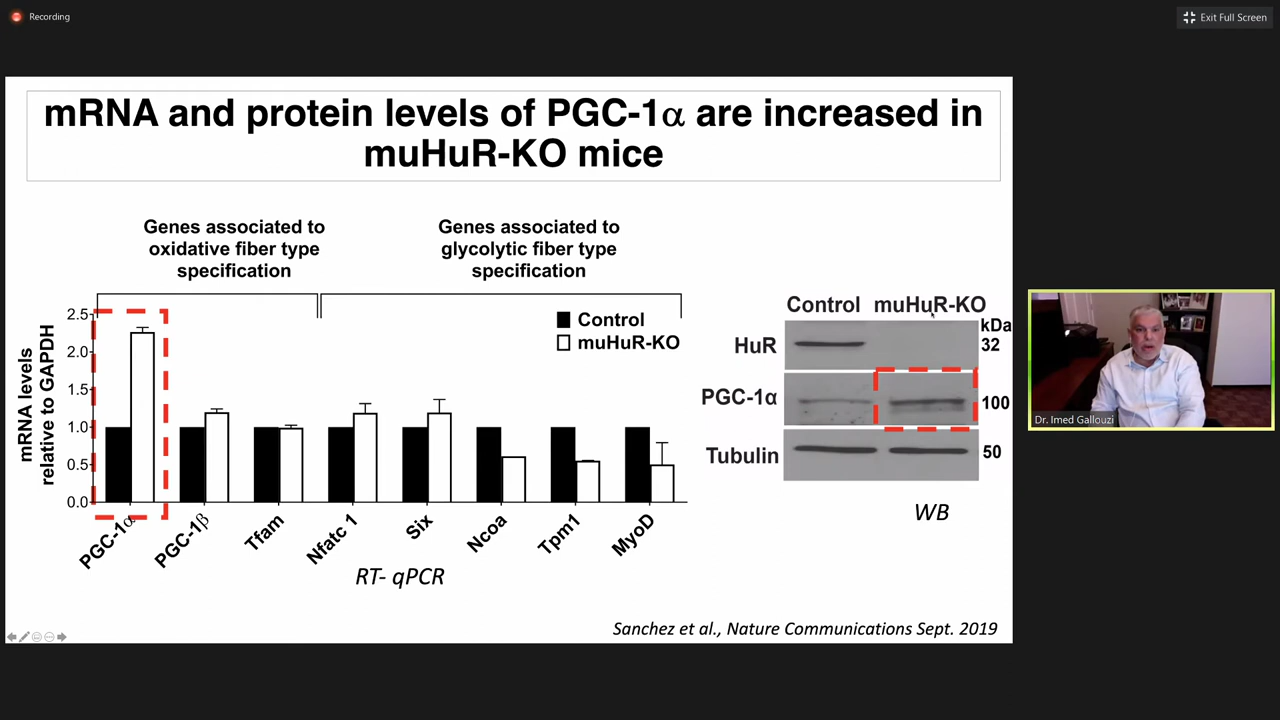 Recording
Exit Full Screen
mRNA and protein levels of PGC-1α are increased in
muHuR-KO mice
Genes associated to
oxidative fiber type
specification
Genes associated to
glycolytic fiber type
specification
mRNA levels
relative to GAPDH
2.5
2.0
1.5
1.0
0.5
0.0
Control
muHuR-KO
PGC-1α
PGC-1β
Tfam
Nfatc 1
Six
Ncoa
Tpm1
MyoD
RT- qPCR
Control muHuR-KO
kDa
HuR 32
PGC-1α 100
Tubulin 50
WB
Sanchez et al., Nature Communications Sept. 2019
Dr. Imed Gallouzi